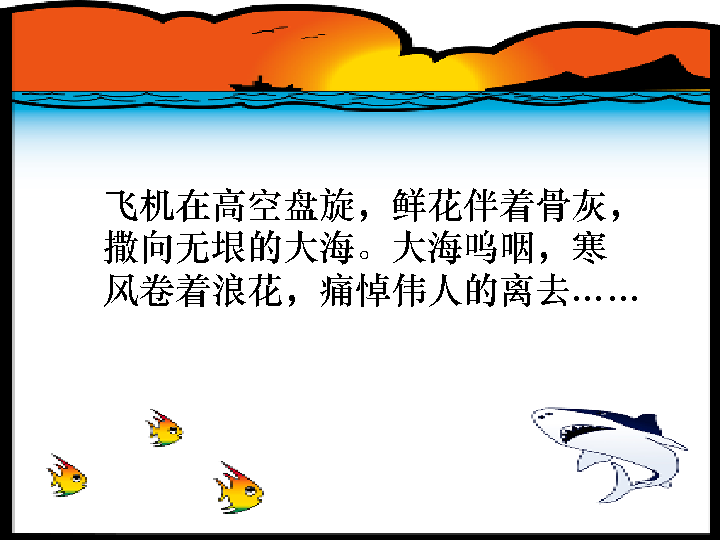 飞机在高空盘旋，鲜花伴着骨灰，
撒向无垠的大海。大海呜咽，寒
风卷着浪花，痛悼伟人的离去……